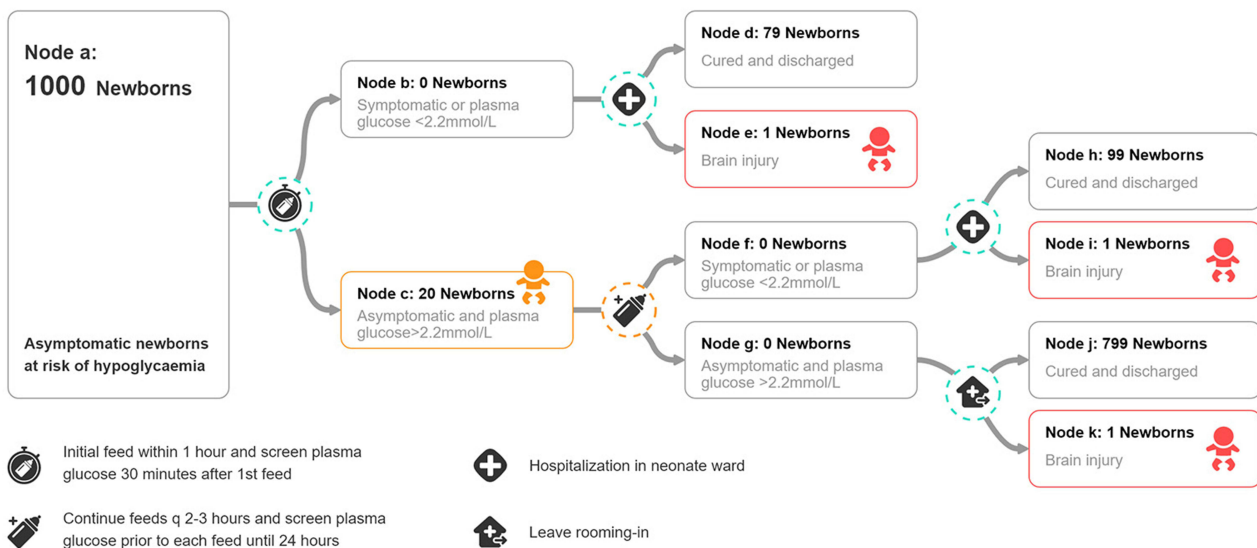 Node a:
1000 Newborns
Asymptomatic newborns
at risk of hypoglycaemia
Node b: 0 Newborns
Symptomatic or plasma
glucose <2.2mmol/L
Node c: 20 Newborns
Asymptomatic and plasma
glucose>2.2mmol/L
Node d: 79 Newborns
Cured and discharged
Node e: 1 Newborns
Brain injury
Node f: 0 Newborns
Symptomatic or plasma
glucose <2.2mmol/L
Node g: 0 Newborns
Asymptomatic and plasma
glucose >2.2mmol/L
Node h: 99 Newborns
Cured and discharged
Node i: 1 Newborns
Brain injury
Node j: 799 Newborns
Cured and discharged
Node k: 1 Newborns
Brain injury
Initial feed within 1 hour and screen plasma
glucose 30 minutes after 1st feed
Continue feeds q 2-3 hours and screen plasma
glucose prior to each feed until 24 hours
Hospitalization in neonate ward
Leave rooming-in